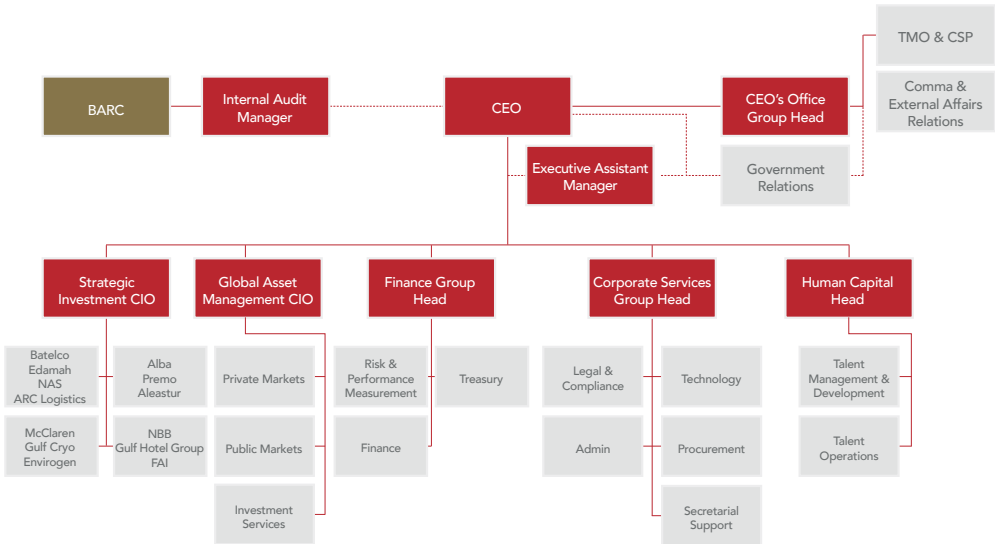 TMO & CSP
BARC
Internal Audit
Manager
CEO
CEO's Office
Group Head
Comma &
External Affairs
Relations
Executive Assistant
Manager
Government
Relations
Strategic
Investment CIO
Global Asset
Management CIO
Finance Group
Head
Corporate Services
Group Head
Human Capital
Head
Batelco
Edamah
NAS
ARC Logistics
Alba
Premo
Aleastur
Private Markets
Risk &
Performance
Measurement
Treasury
Legal &
Compliance
Technology
Talent
Management &
Development
McClaren
Gulf Cryo
Envirogen
NBB
Gulf Hotel Group
FAI
Public Markets
Finance
Admin
Procurement
Talent
Operations
Investment
Services
Secretarial
Support